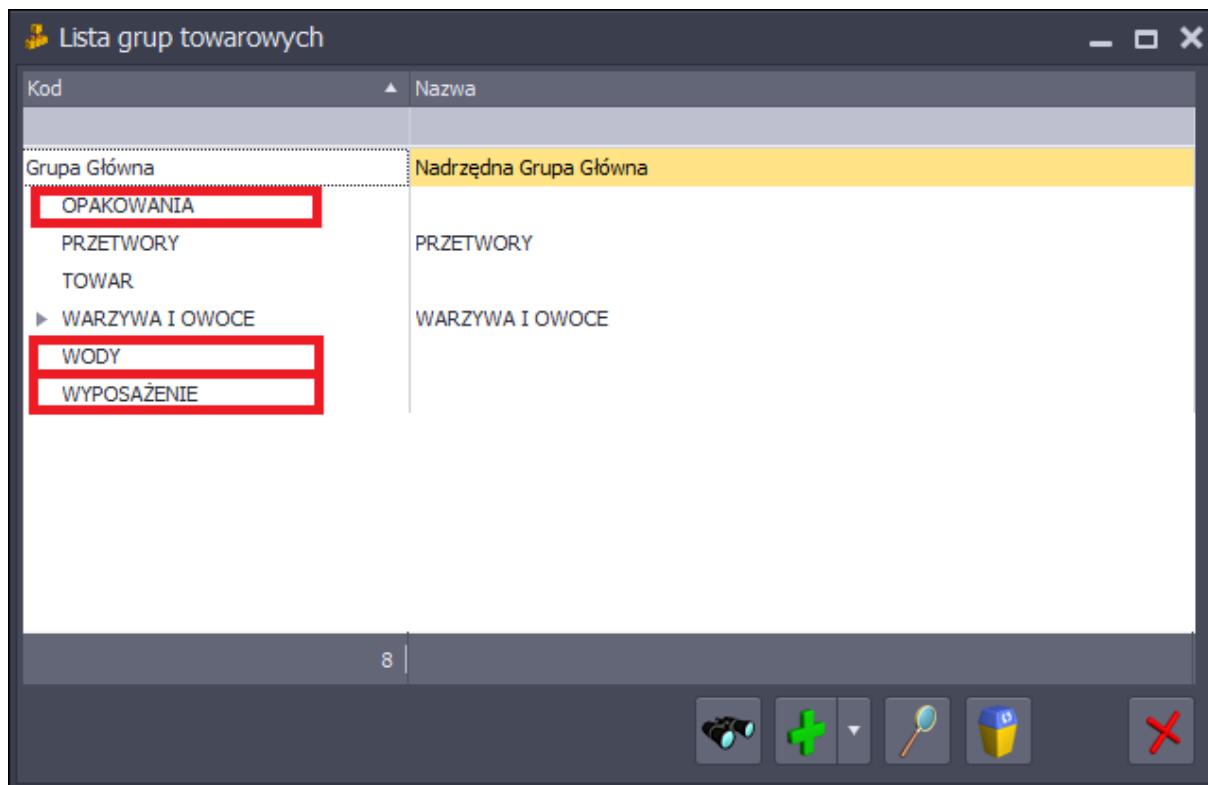 Lista grup towarowych
Kod Nazwa
Grupa Główna Nadrzędna Grupa Główna
OPAKOWANIA
PRZETWORY PRZETWORY
TOWAR
WARZYWA I OWOCE WARZYWA I OWOCE
WODY
WYPOSAŻENIE
8